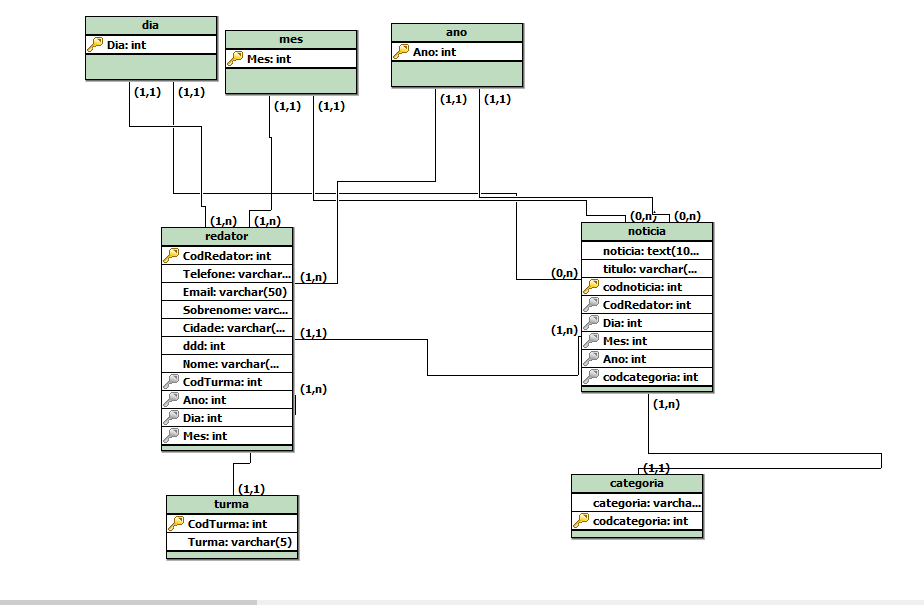 dia
Dia: int
(1,1)
(1,1)
mes
Mes: int
(1,1)
(1,1)
ano
Ano: int
(1,1)
(1,1)
(1,n)
(1,n)
redator
CodRedator: int
Telefone: varchar...
Email: varchar(50)
Sobrenome: varc...
Cidade: varchar(...
ddd: int
Nome: varchar(...
CodTurma: int
Ano: int
Dia: int
Mes: int
(1,n)
(1,1)
(1,n)
(0,n)
(0,n)
(0,n)
(1,n)
noticia
noticia: text(10...
titulo: varchar(...
codnoticia: int
CodRedator: int
Dia: int
Mes: int
Ano: int
codcategoria: int
(1,n)
(1,1)
turma
CodTurma: int
Turma: varchar(5)
(1,1)
categoria
categoria: varcha...
codcategoria: int